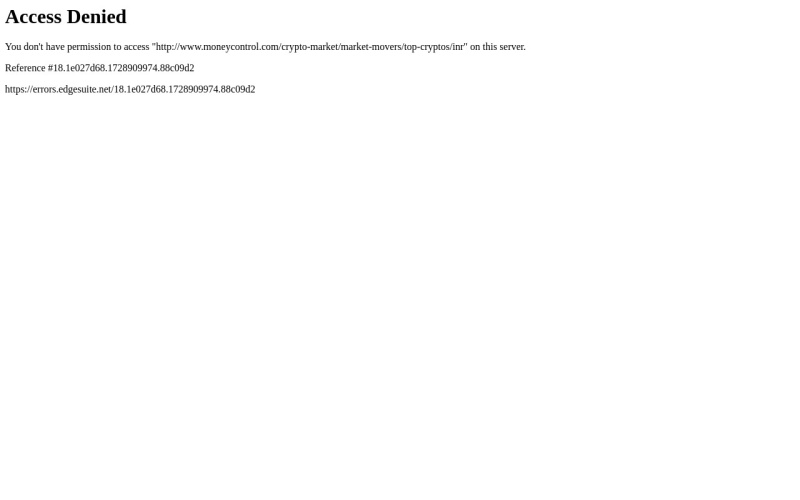 Access Denied
You don't have permission to access "http://www.moneycontrol.com/crypto-market/market-movers/top-cryptos/inr" on this server.
Reference #18.1e027d68.1728909974.88c09d2
https://errors.edgesuite.net/18.1e027d68.1728909974.88c09d2